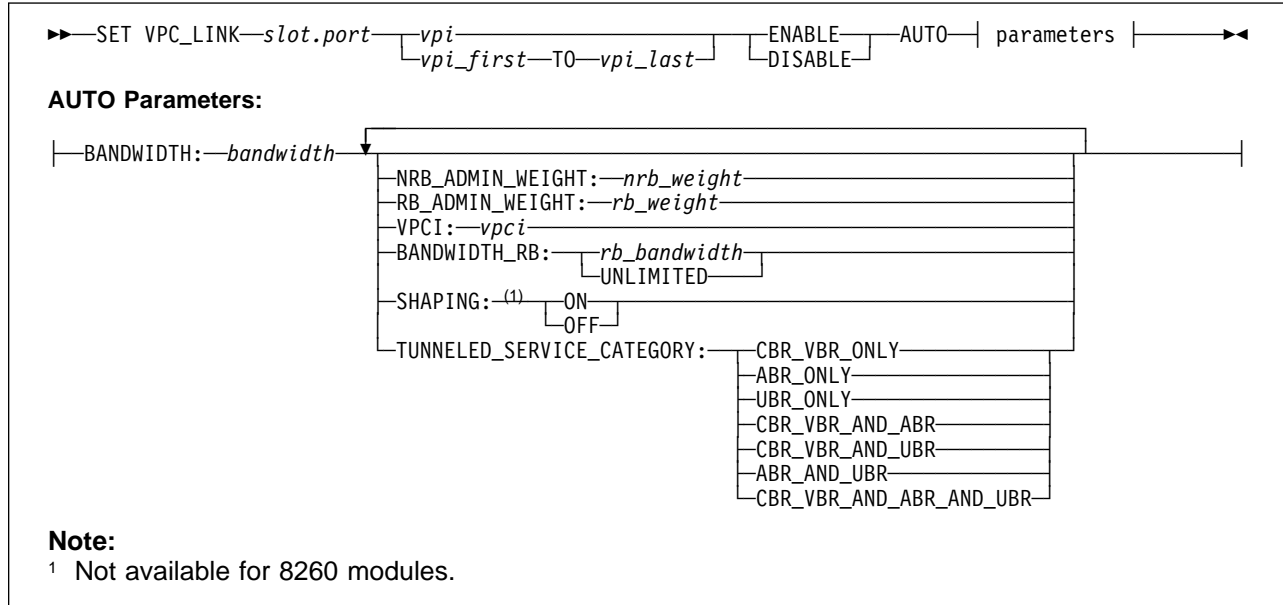 SET VPC_LINK slot.port vpi ENABLE AUTO parameters
vpi_first TO vpi_last DISABLE
AUTO Parameters:
BANDWIDTH: bandwidth
NRB_ADMIN_WEIGHT: nrb_weight
RB_ADMIN_WEIGHT: rb_weight
VPCI: vpci
BANDWIDTH_RB: rb_bandwidth
UNLIMITED
SHAPING: (1) ON
OFF
TUNNELED_SERVICE_CATEGORY: CBR_VBR_ONLY
ABR_ONLY
UBR_ONLY
CBR_VBR_AND_ABR
CBR_VBR_AND_UBR
ABR_AND_UBR
CBR_VBR_AND_ABR_AND_UBR
Note:
1 Not available for 8260 modules.